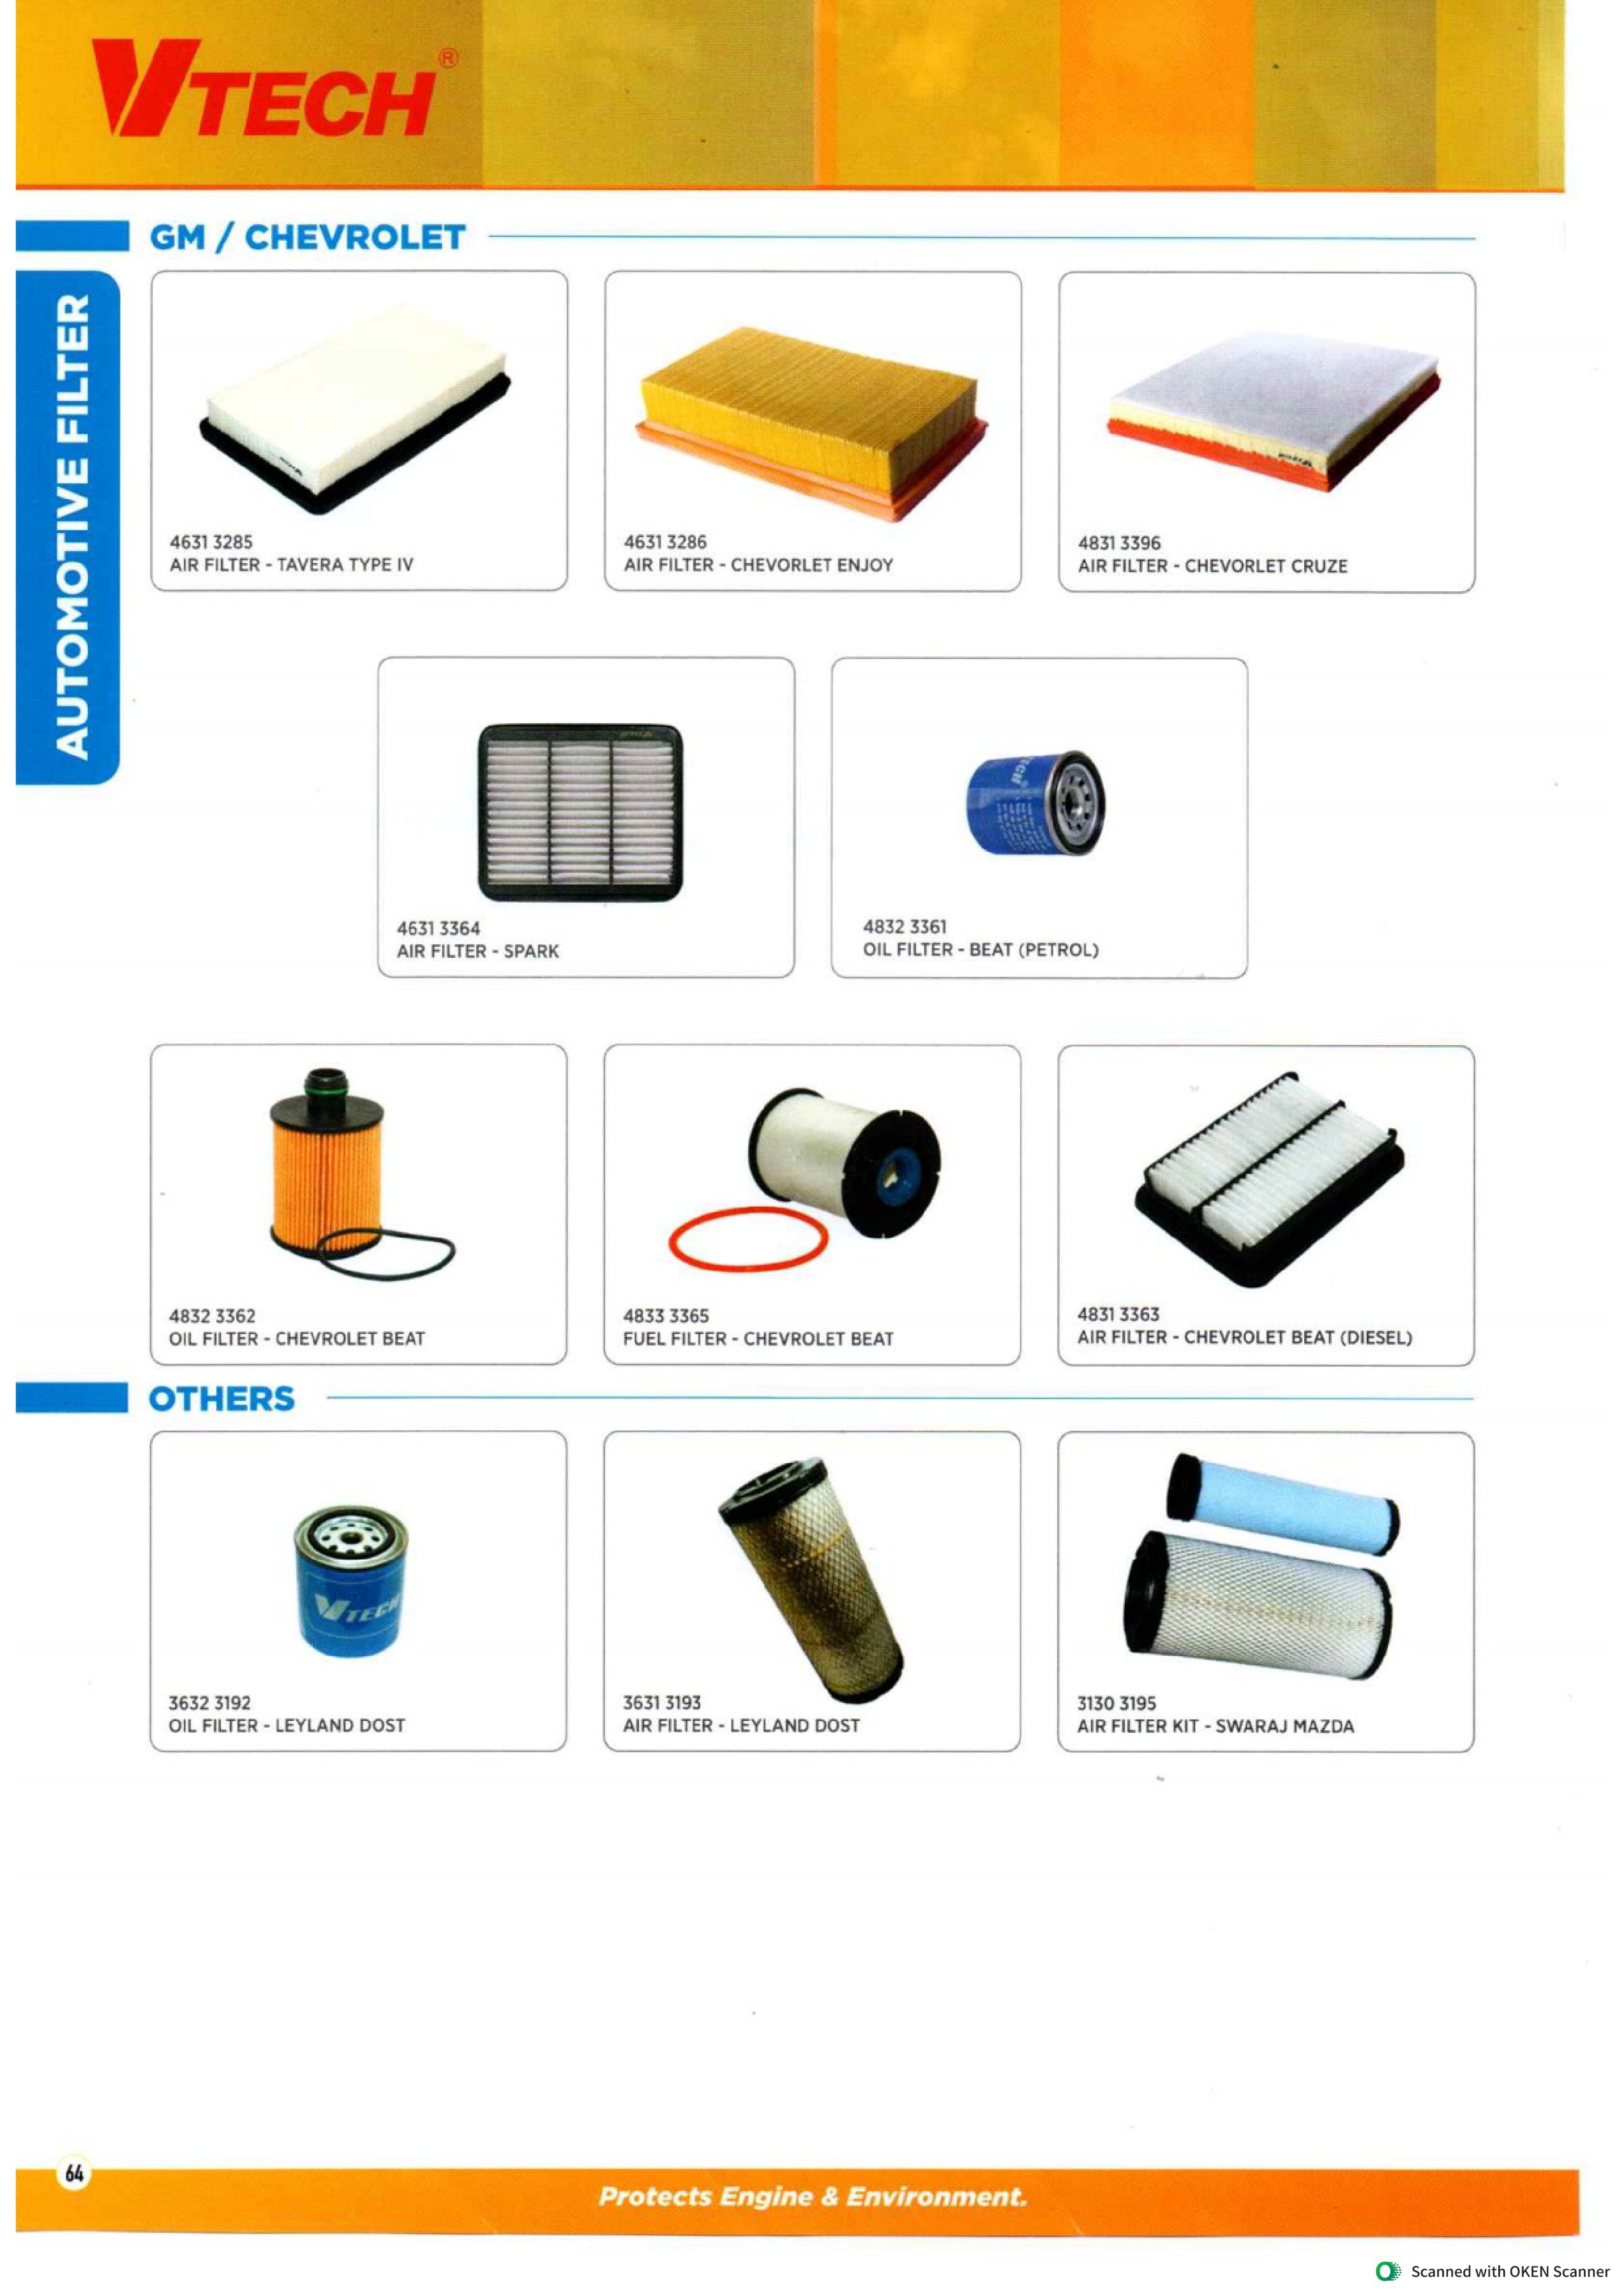 VTECH®
GM / CHEVROLET
AUTOMOTIVE FILTER
4631 3285
AIR FILTER - TAVERA TYPE IV
4631 3286
AIR FILTER - CHEVORLET ENJOY
4831 3396
AIR FILTER - CHEVORLET CRUZE
4631 3364
AIR FILTER - SPARK
4832 3361
OIL FILTER - BEAT (PETROL)
4832 3362
OIL FILTER - CHEVROLET BEAT
4833 3365
FUEL FILTER - CHEVROLET BEAT
4831 3363
AIR FILTER - CHEVROLET BEAT (DIESEL)
OTHERS
VTECH
3632 3192
OIL FILTER - LEYLAND DOST
3631 3193
AIR FILTER - LEYLAND DOST
3130 3195
AIR FILTER KIT - SWARAJ MAZDA
64
Protects Engine & Environment.
Scanned with OKEN Scanner